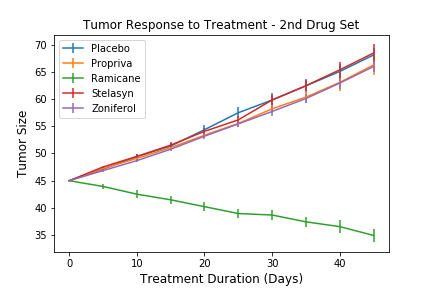 Tumor Response to Treatment - 2nd Drug Set
Placebo
Propriva
Ramicane
Stelasyn
Zoniferol
70
65
60
55
50
45
40
35
Tumor Size
0 10 20 30 40
Treatment Duration (Days)